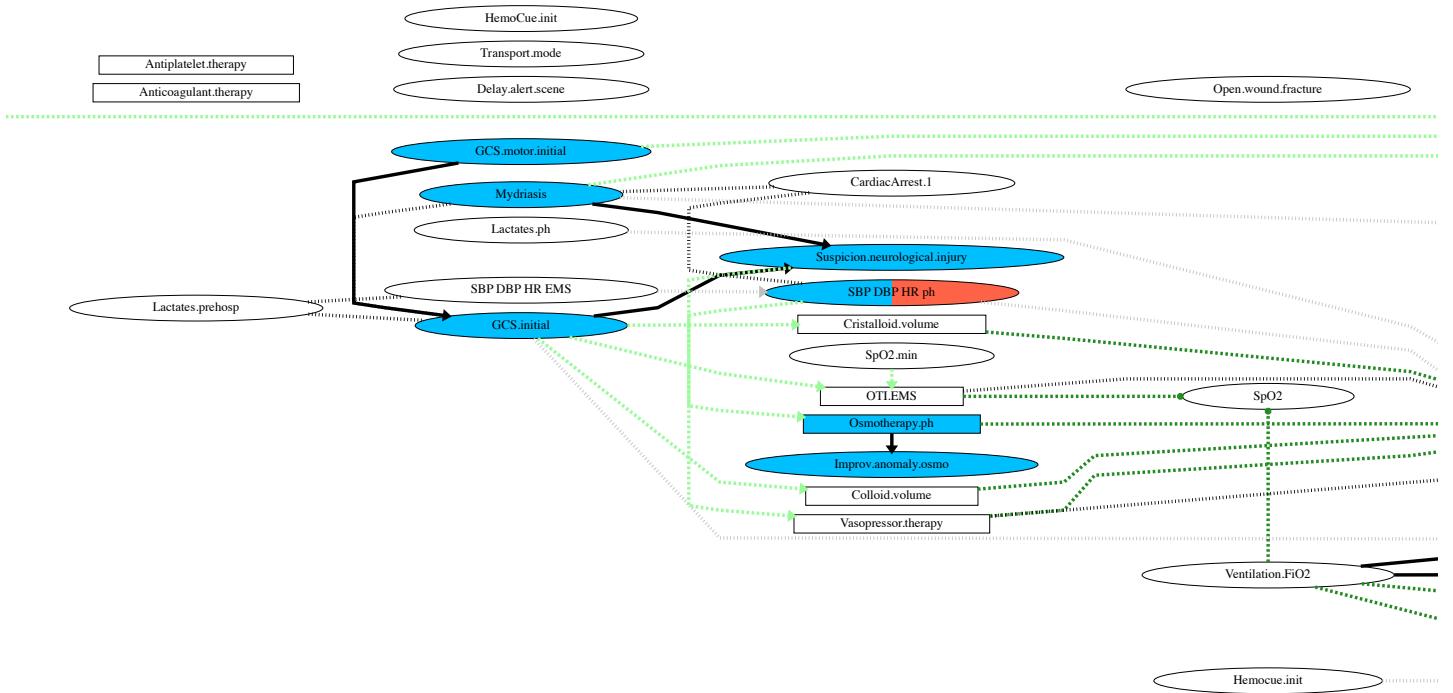 HemoCue.init
Transport.mode
Antiplatelet.therapy
Anticoagulant.therapy
Delay.alert.scene
Open.wound.fracture
GCS.motor.initial
CardiacArrest.1
Mydriasis
Lactates.ph
Suspicion.neurological.injury
SBP DBP HR EMS
SBP DBP HR ph
Lactates.prehosp
GCS.initial
Cristalloid.volume
SpO2.min
OTI.EMS
SpO2
Osmotherapy.ph
Improv.anomaly.osmo
Colloid.volume
Vasopressor.therapy
Ventilation.FiO2
Hemocue.init